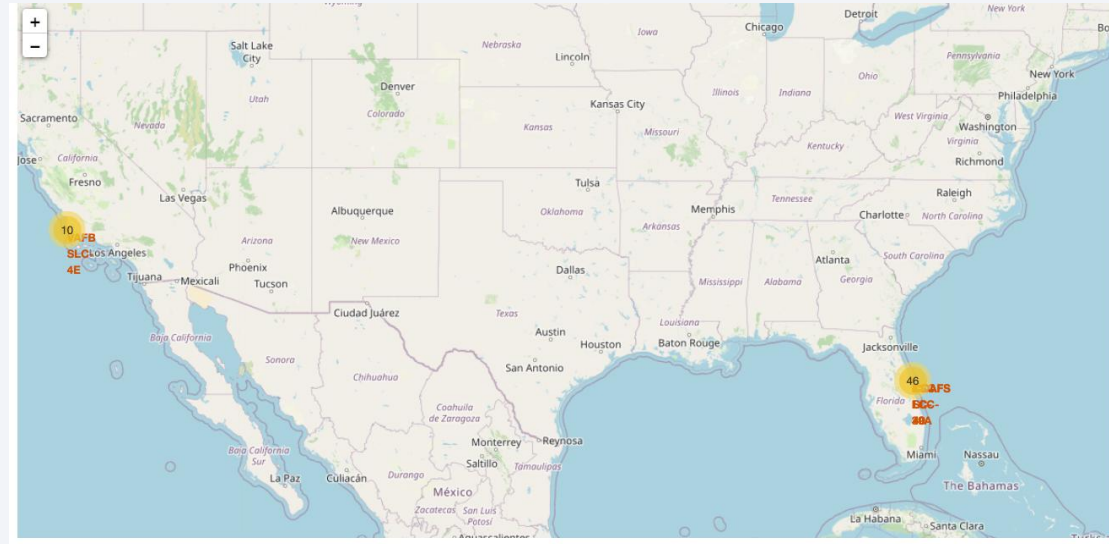 +
−
Wyoming
Iowa
Chicago
Detroit
New York
Salt Lake
City
Nebraska
Lincoln
Pennsylvania
New York
Denver
Ohio
Utah
Colorado
Illinois
Indiana
Philadelphia
Kansas City
Sacramento
Nevada
Kansas
Missouri
West Virginia
Washington
Virginia
Kentucky
Jose
California
Richmond
Fresno
Tulsa
Las Vegas
Raleigh
Tennessee
Albuquerque
Oklahoma
Memphis
Charlotte
North Carolina
10
Arkansas
Arizona
New Mexico
SLC-
Los Angeles
4E
South Carolina
Atlanta
Phoenix
Dallas
Tijuana
Mexicali
Tucson
Mississippi
Alabama
Georgia
Ciudad Juárez
Texas
Louisiana
Austin
Baja California
Houston
Baton Rouge
Jacksonville
Sonora
San Antonio
Chihuahua
46
Florida
Coahuila
de Zaragoza
Monterrey
Reynosa
Baja California
Sur
Miami
Nassau
Saltillo
Tamaulipas
La Paz
Culiacán
Durango
The Bahamas
México
Zacatecas
San Luis
Potosí
La Habana
Santa Clara
Aguascalientes